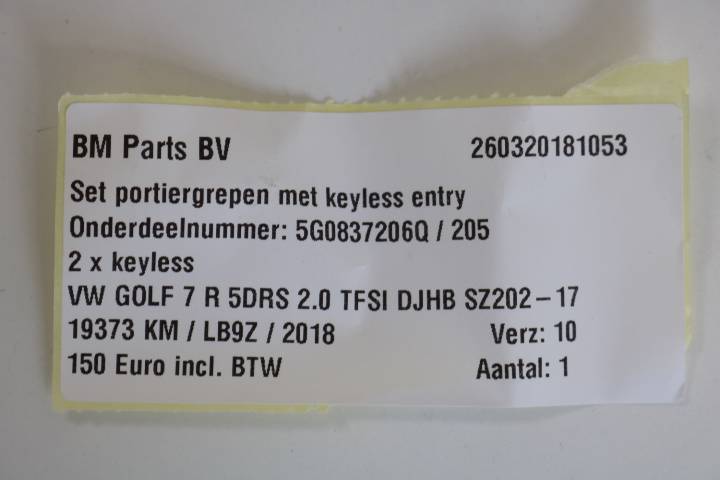 BM Parts BV 260320181053
Set portiergrepen met keyless entry
Onderdeelnummer: 5G0837206Q / 205
2 x keyless
VW GOLF 7 R 5DRS 2.0 TFSI DJHB SZ202-17
19373 KM / LB9Z / 2018 Verz: 10
150 Euro incl. BTW Aantal: 1